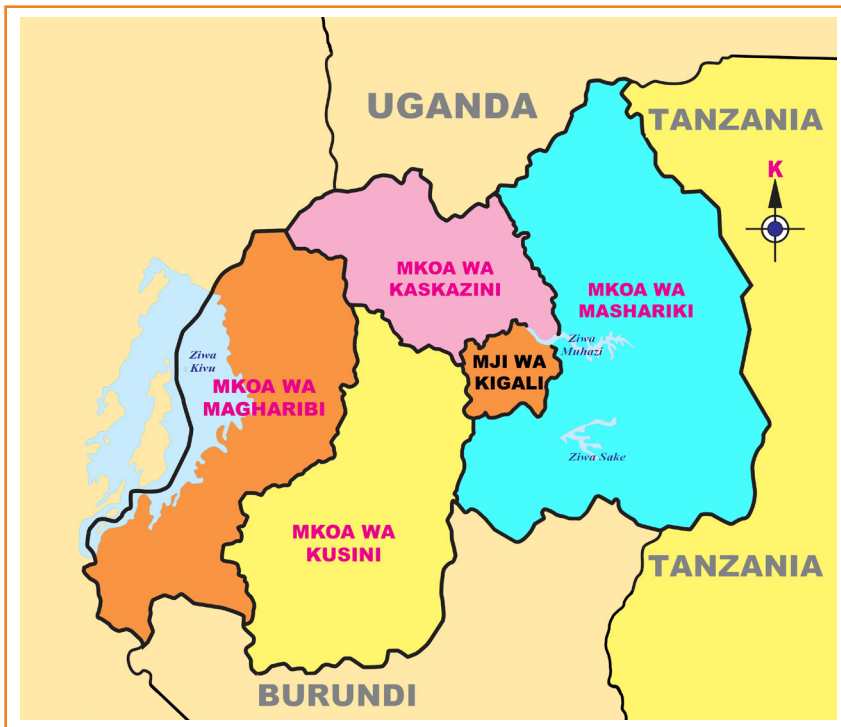 UGANDA
TANZANIA
K
MKOA WA
KASKAZINI
MKOA WA
MASHARIKI
Ziwa
Muhazi
Ziwa
Kivu
MJI WA
KIGALI
MKOA WA
MAGHARIBI
Ziwa Sake
MKOA WA
KUSINI
TANZANIA
BURUNDI